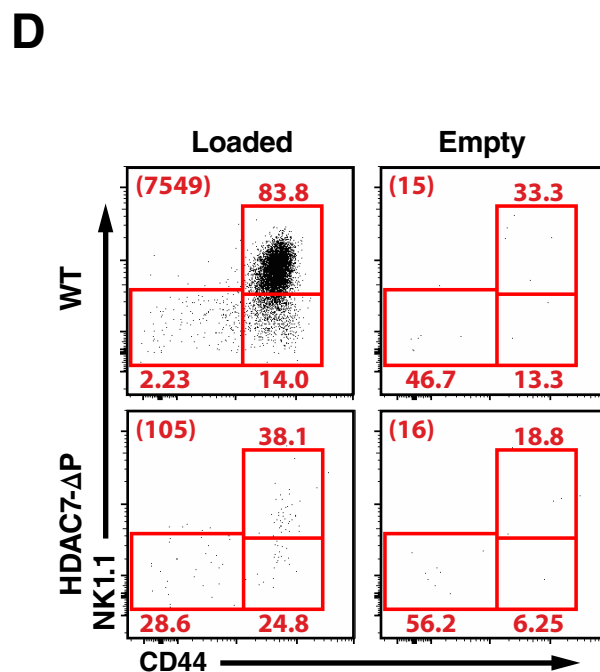 D
Loaded Empty
WT
(7549) 83.8
2.23 14.0
(15) 33.3
46.7 13.3
HDAC7-ΔP
NK1.1
(105) 38.1
28.6 24.8
(16) 18.8
56.2 6.25
CD44